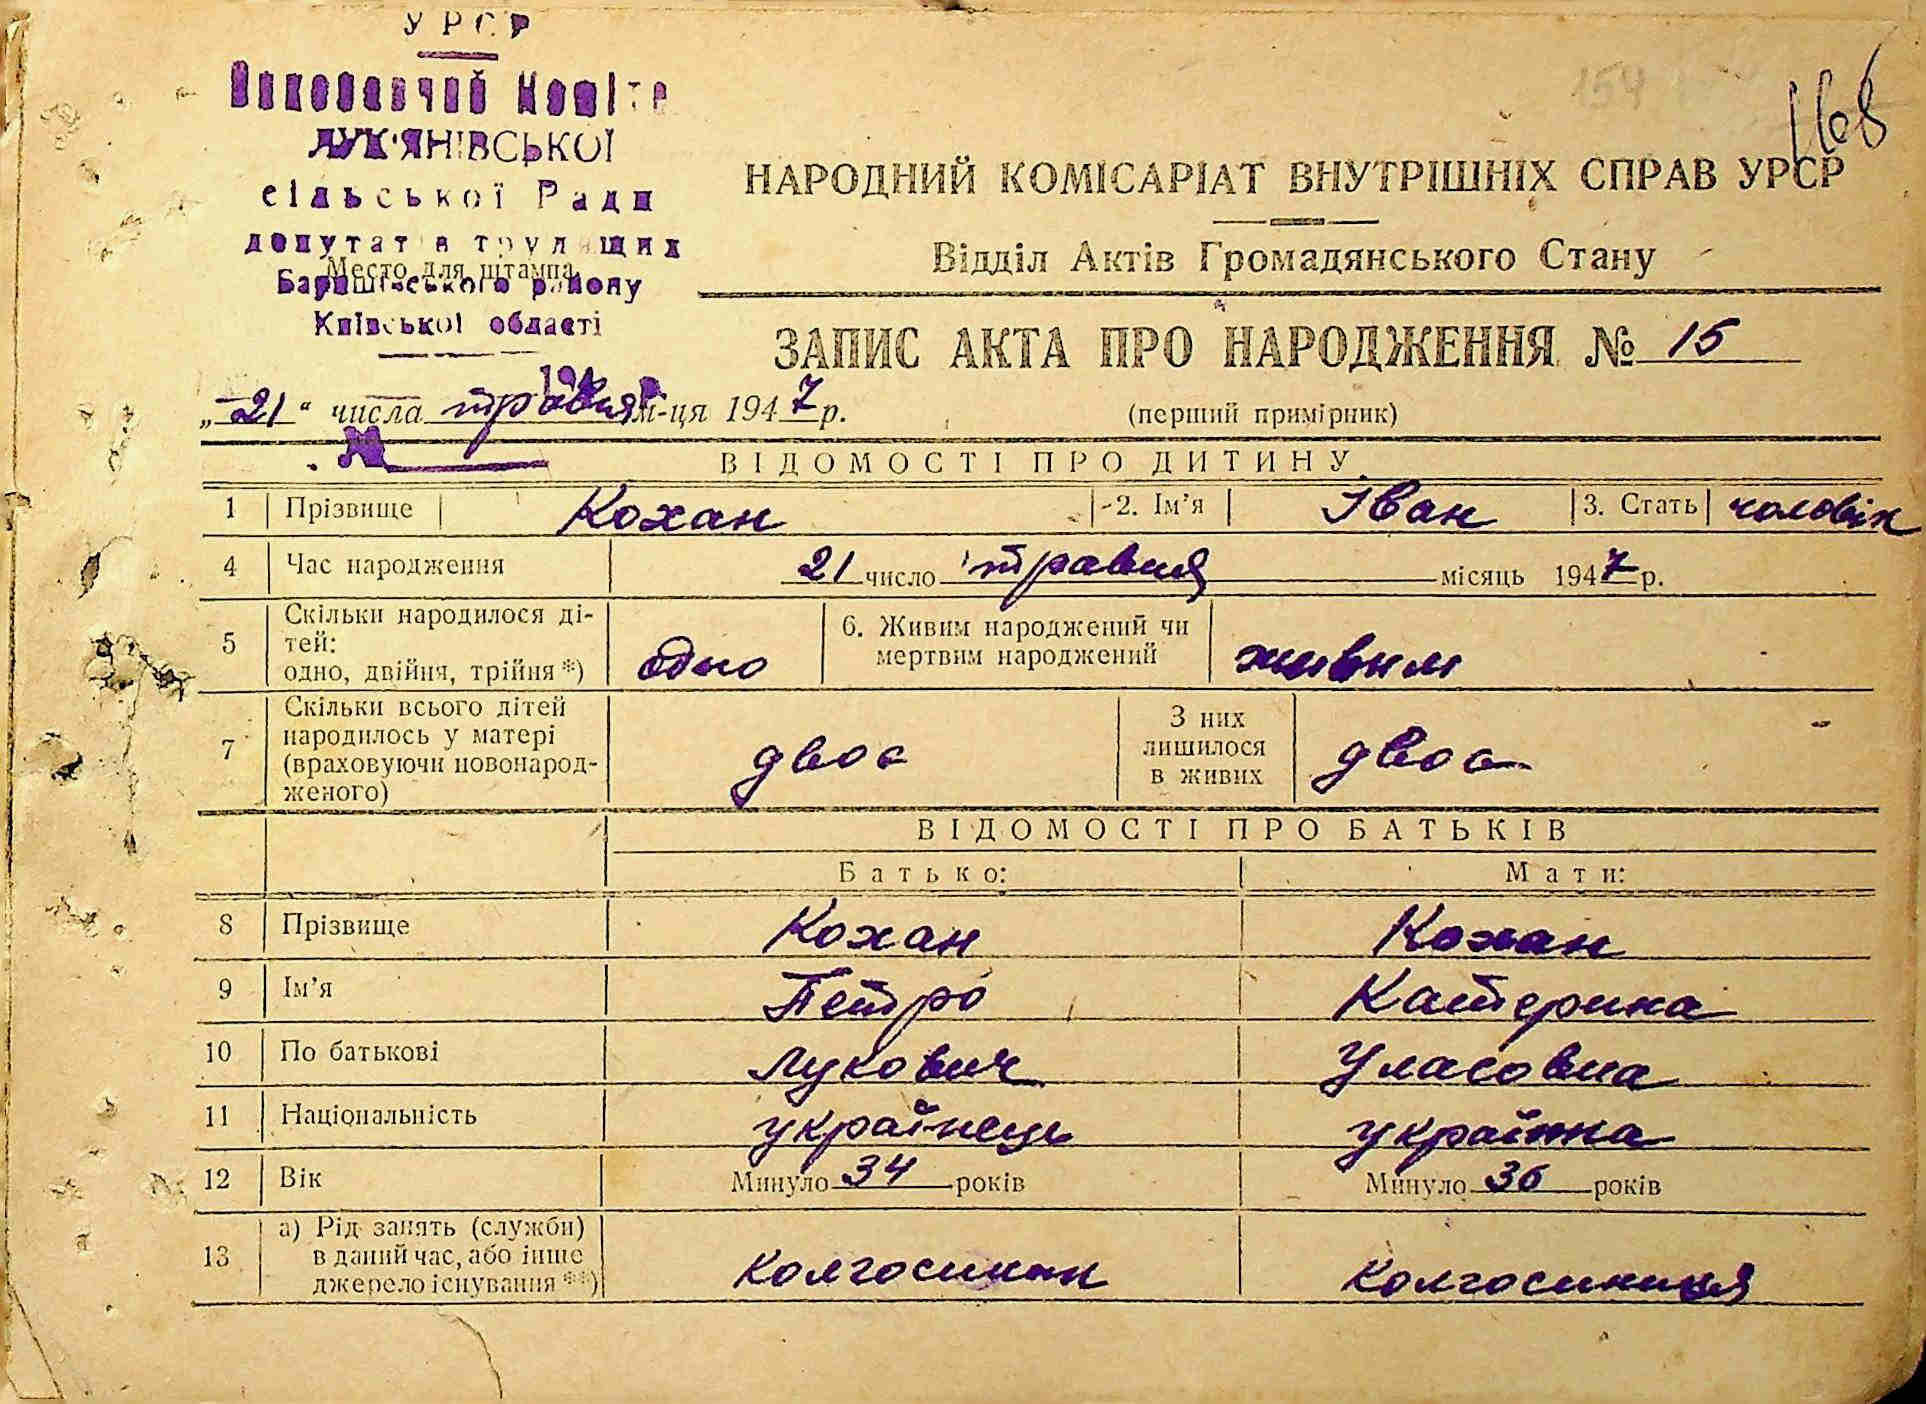 УРСР
Виконавчий Коміте
ЛУК'ЯНІВСЬКОЇ
сільської Ради
депутатів трудящих
Место для штампа
Баришівського району
Київської області
154
168
НАРОДНИЙ КОМІСАРІАТ ВНУТРІШНІХ СПРАВ УРСР
Відділ Актів Громадянського Стану
ЗАПИС АКТА ПРО НАРОДЖЕННЯ № 15
„21“ числа травня м-ця 1947 р.
(перший примірник)
ВІДОМОСТІ ПРО ДИТИНУ
1 Прізвище Кохан 2. Ім’я Іван 3. Стать чоловік
4 Час народження 21 число травня місяць 1947 р.
5 Скільки народилося ді-
тей:
одно, двійня, трійня*) одно
6. Живим народжений чи
мертвим народжений живим
7 Скільки всього дітей
народилось у матері
(враховуючи новонарод-
женого) двоє
З них
лишилося
в живих двоє
ВІДОМОСТІ ПРО БАТЬКІВ
Батько: Мати:
8 Прізвище Кохан Кохан
9 Ім’я Петро Катерина
10 По батькові Лукович Уласовна
11 Національність українець українка
12 Вік Минуло 34 років Минуло 36 років
13 а) Рід занять (служби)
в даний час, або інше
джерело існування**) колгоспник колгоспниця